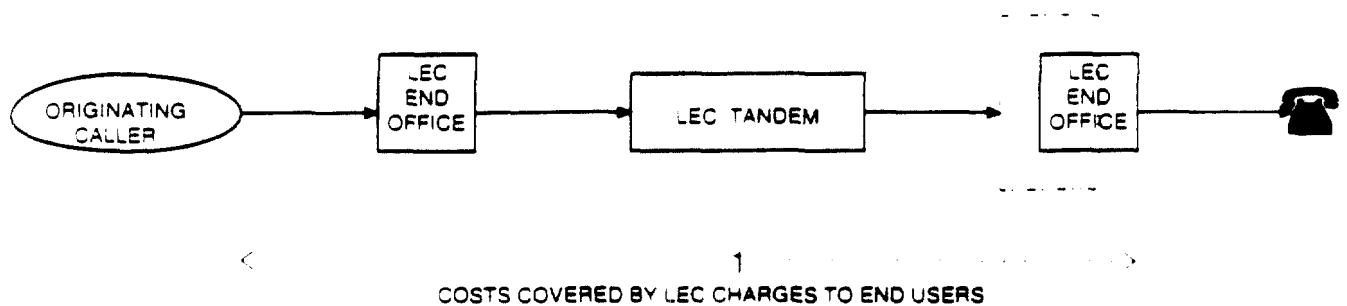 ORIGINATING
CALLER
LEC
END
OFFICE
LEC TANDEM
LEC
END
OFFICE
1
COSTS COVERED BY LEC CHARGES TO END USERS